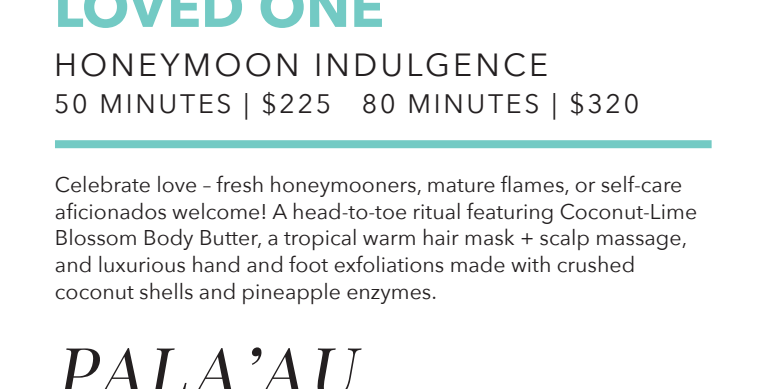 LOVED ONE
HONEYMOON INDULGENCE
50 MINUTES | $225   80 MINUTES | $320
Celebrate love – fresh honeymooners, mature flames, or self-care
aficionados welcome! A head-to-toe ritual featuring Coconut-Lime
Blossom Body Butter, a tropical warm hair mask + scalp massage,
and luxurious hand and foot exfoliations made with crushed
coconut shells and pineapple enzymes.
PALA’AU